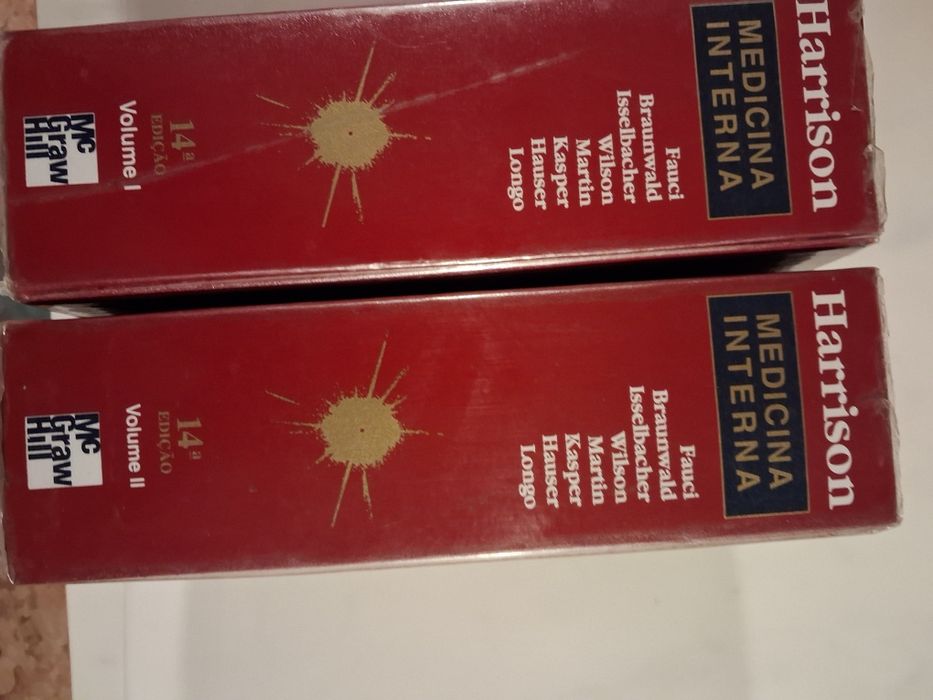 Harrison
MEDICINA
INTERNA
Fauci
Braunwald
Isselbacher
Wilson
Martin
Kasper
Hauser
Longo
14ª
EDIÇÃO
Volume I
Mc
Graw
Hill
Harrison
MEDICINA
INTERNA
Fauci
Braunwald
Isselbacher
Wilson
Martin
Kasper
Hauser
Longo
14ª
EDIÇÃO
Volume II
Mc
Graw
Hill